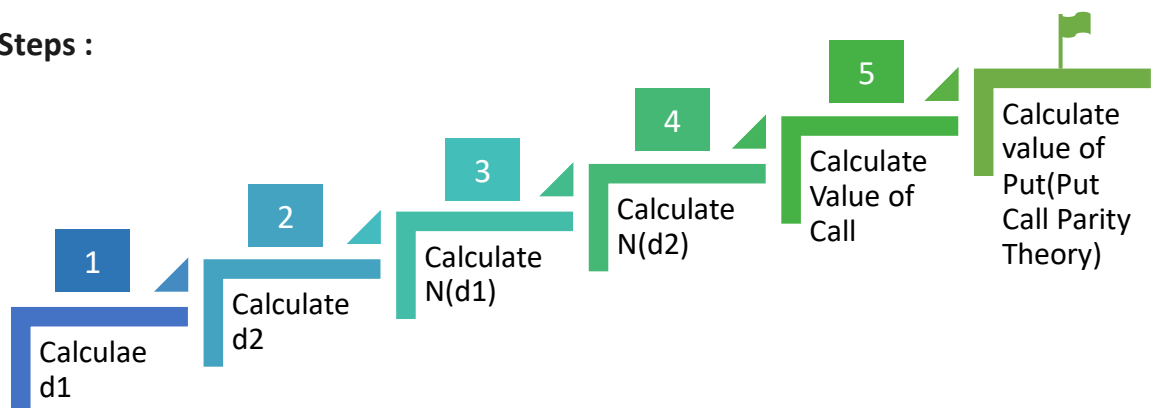 Steps :
1
Calculae
d1
2
Calculate
d2
3
Calculate
N(d1)
4
Calculate
N(d2)
5
Calculate
Value of
Call
Calculate
value of
Put(Put
Call Parity
Theory)